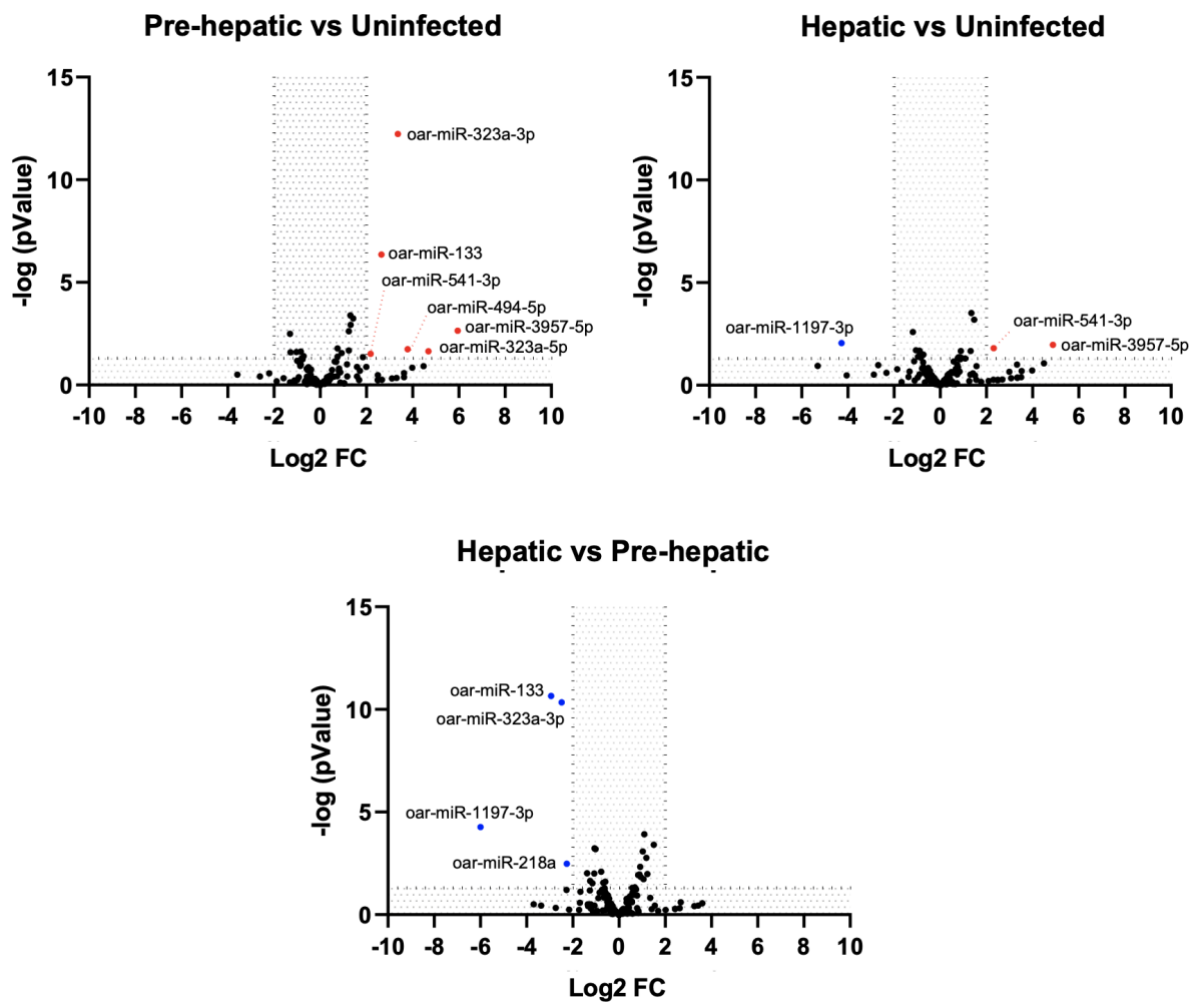 Pre-hepatic vs Uninfected
15
10
5
0
-log (pValue)
oar-miR-323a-3p
oar-miR-133
oar-miR-541-3p
oar-miR-494-5p
oar-miR-3957-5p
oar-miR-323a-5p
-10 -8 -6 -4 -2 0 2 4 6 8 10
Log2 FC
Hepatic vs Uninfected
15
10
5
0
-log (pValue)
oar-miR-1197-3p
oar-miR-541-3p
oar-miR-3957-5p
-10 -8 -6 -4 -2 0 2 4 6 8 10
Log2 FC
Hepatic vs Pre-hepatic
15
10
5
0
-log (pValue)
oar-miR-133
oar-miR-323a-3p
oar-miR-1197-3p
oar-miR-218a
-10 -8 -6 -4 -2 0 2 4 6 8 10
Log2 FC